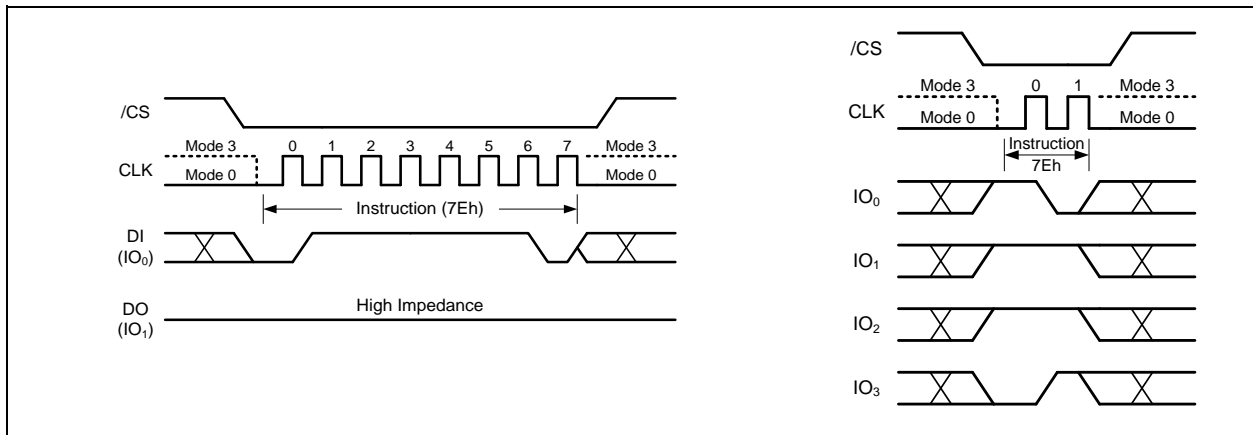 /CS
Mode 3
0 1 2 3 4 5 6 7
Mode 3
CLK
Mode 0
Mode 0
Instruction (7Eh)
DI
(IO₀)
High Impedance
DO
(IO₁)
/CS
Mode 3
0 1
Mode 3
CLK
Mode 0
Mode 0
Instruction
7Eh
IO₀
IO₁
IO₂
IO₃